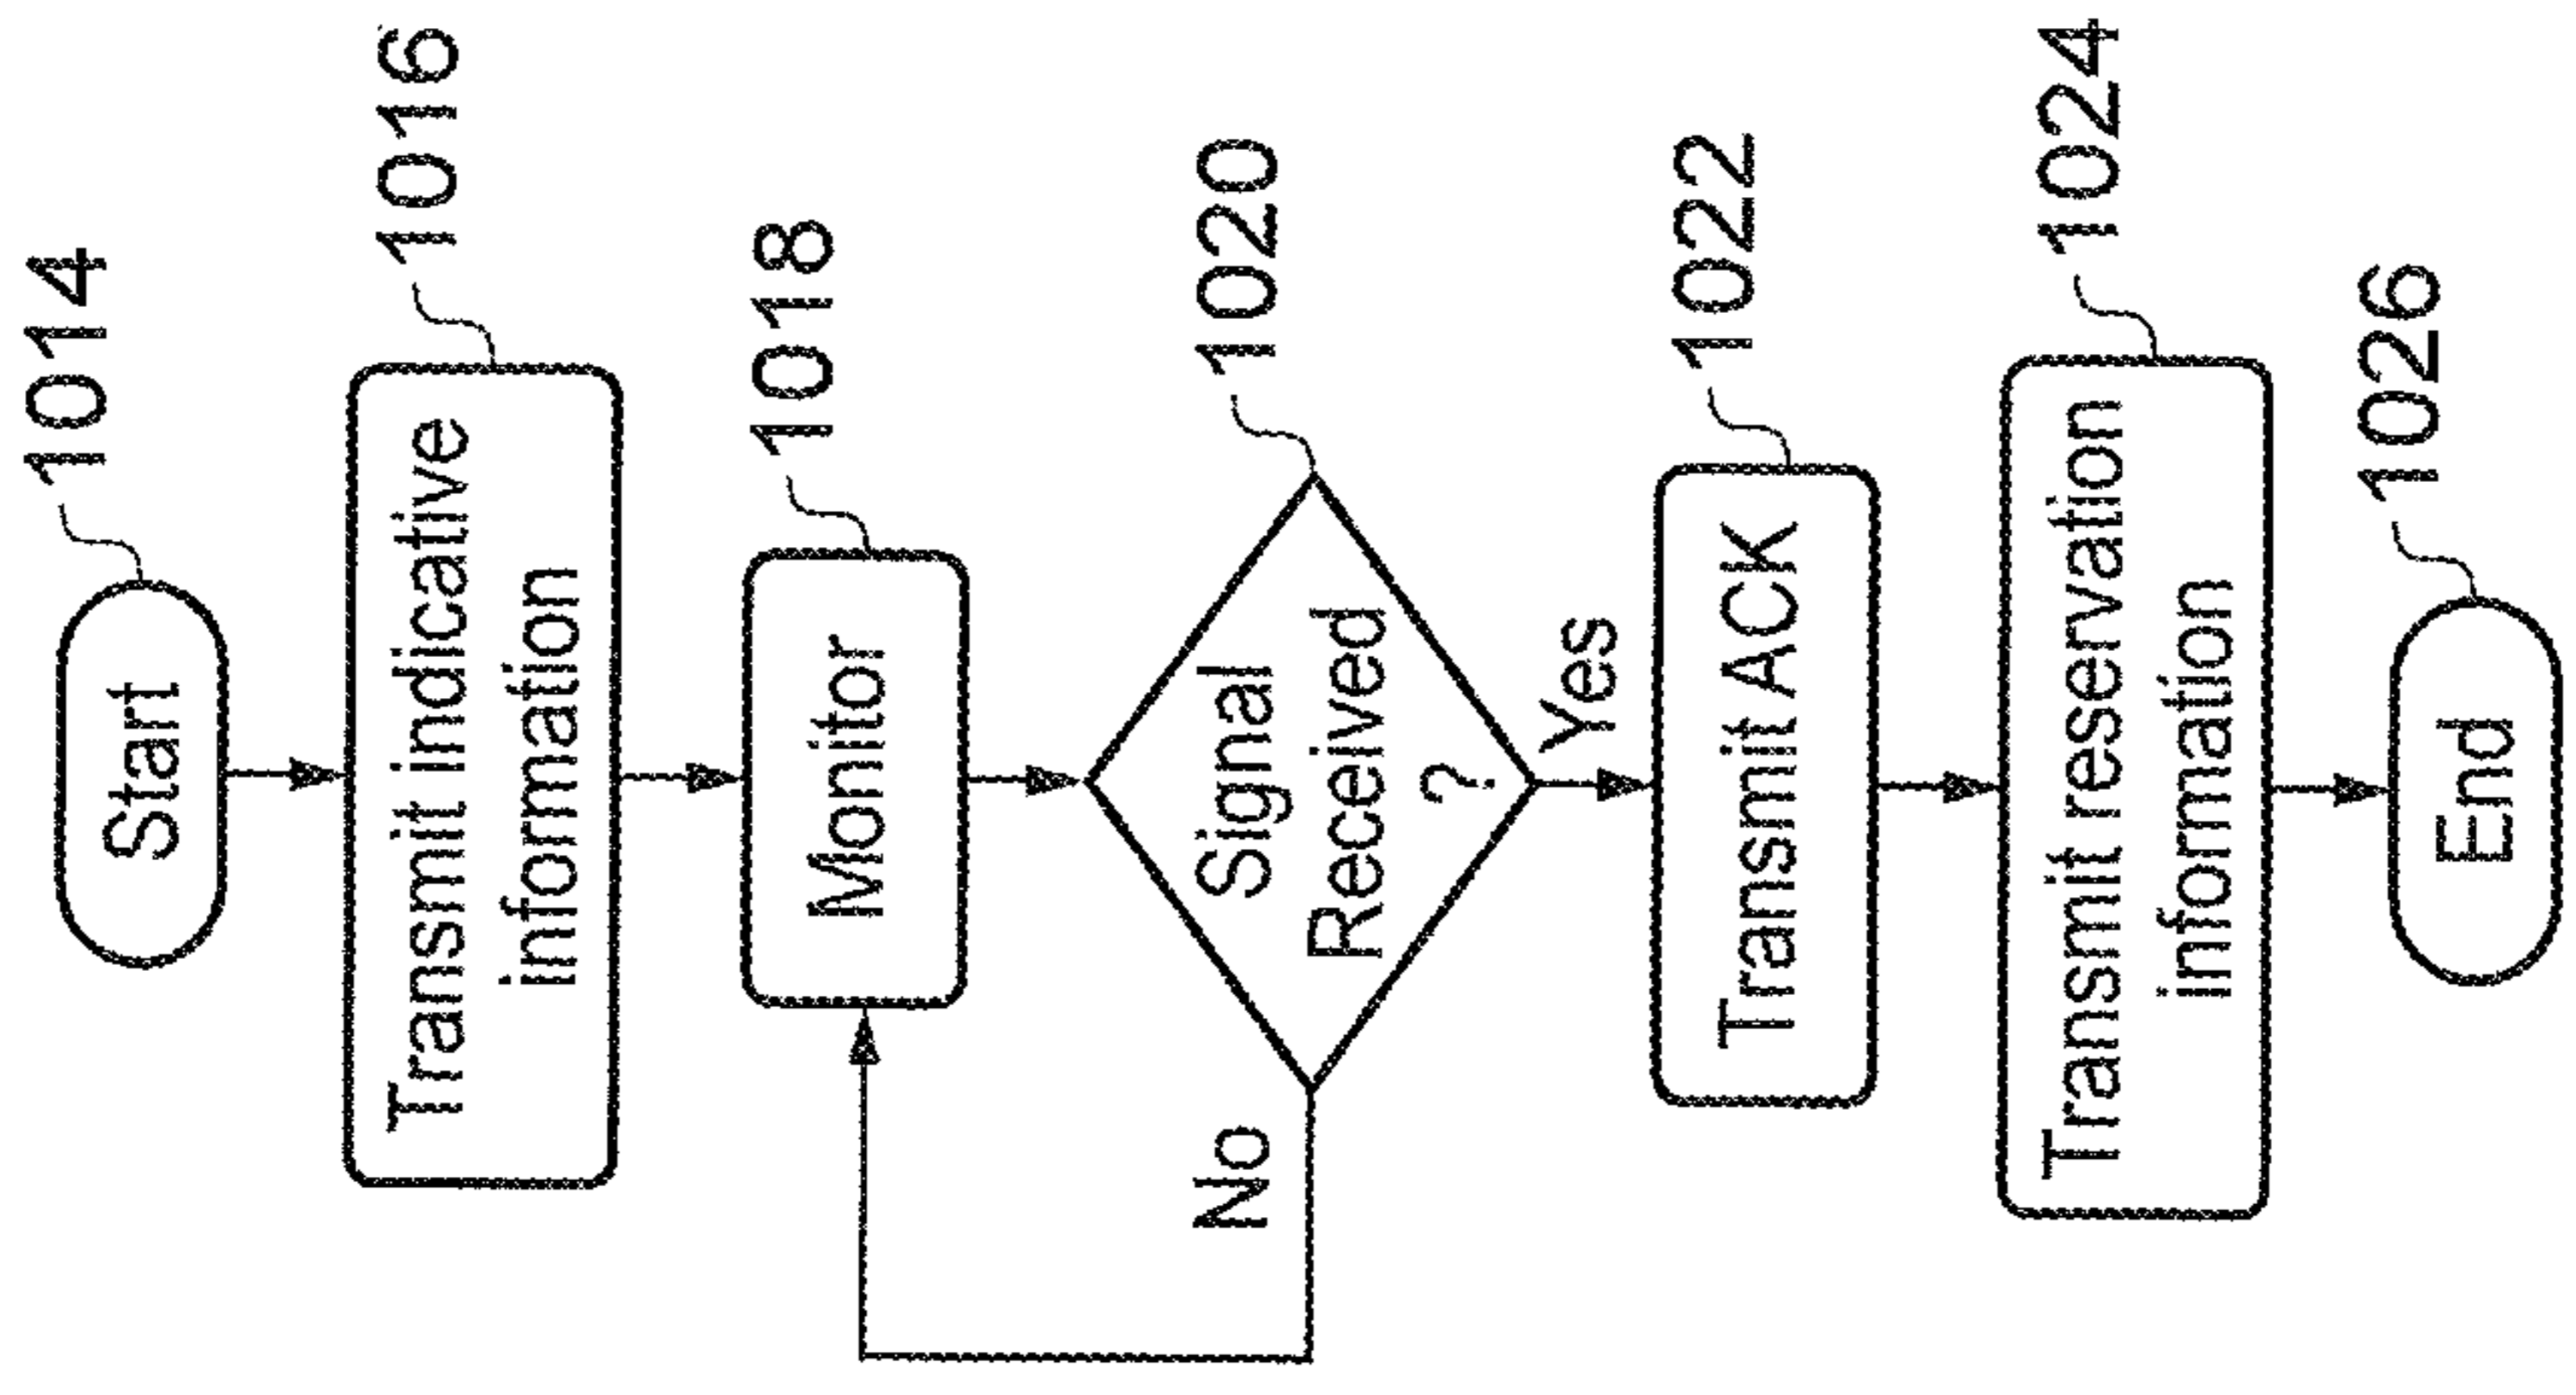 Start
1014
Transmit indicative
information
1016
Monitor
1018
Signal
Received
?
1020
No
Yes
Transmit ACK
1022
Transmit reservation
information
1024
End
1026